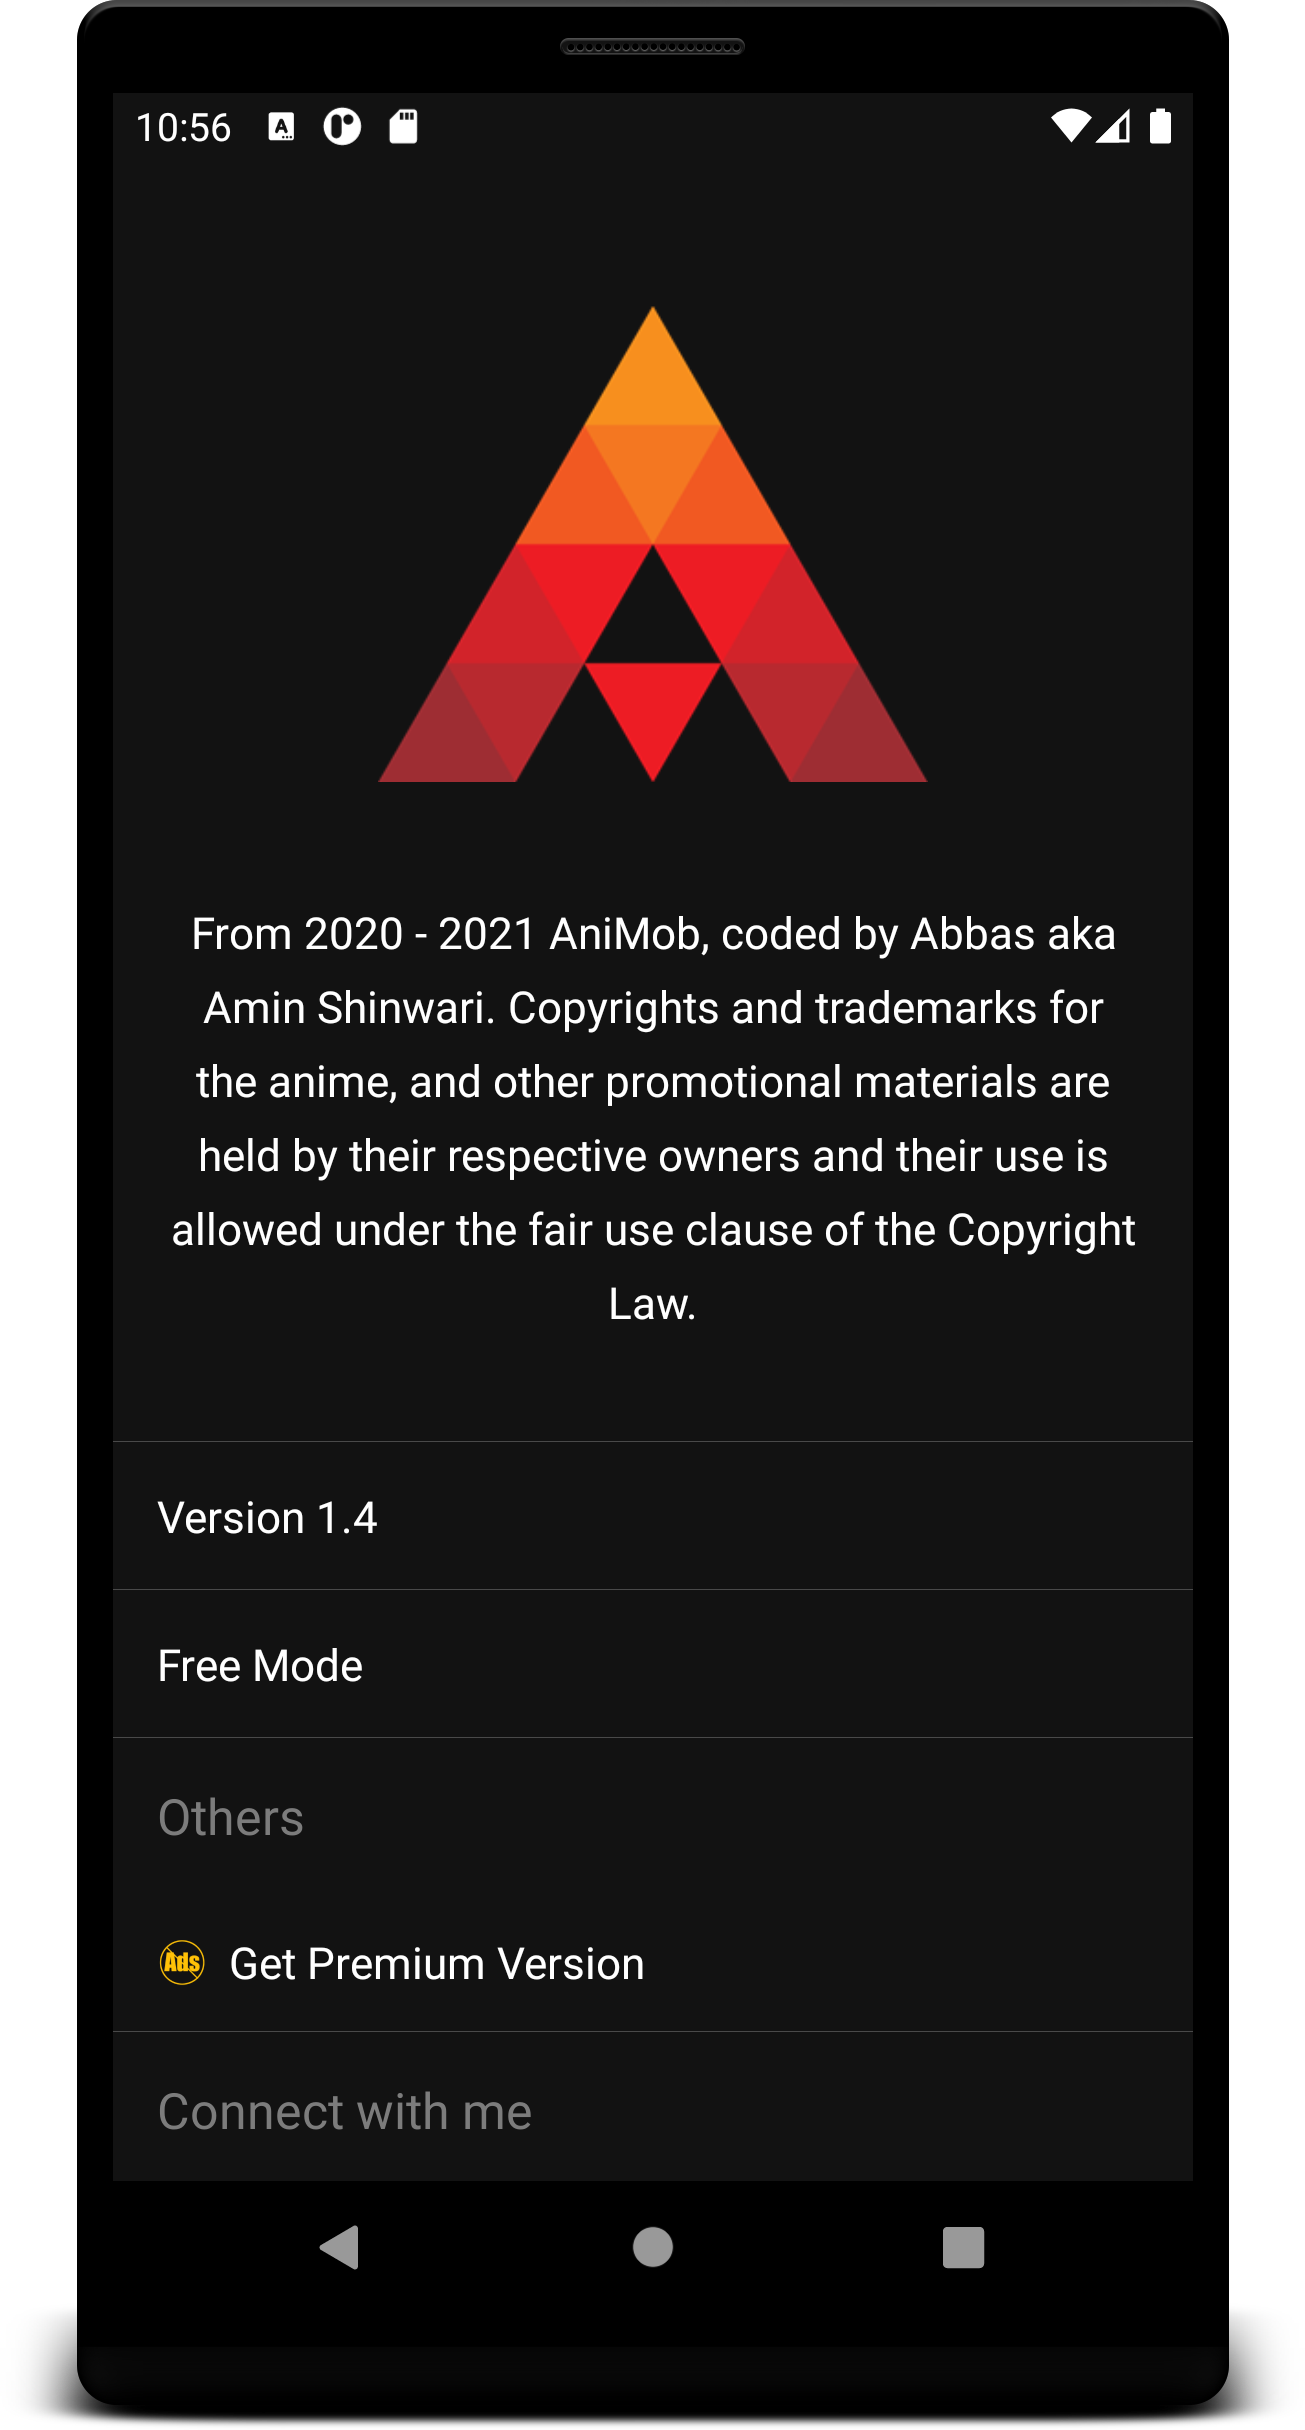 10:56
From 2020 - 2021 AniMob, coded by Abbas aka
Amin Shinwari. Copyrights and trademarks for
the anime, and other promotional materials are
held by their respective owners and their use is
allowed under the fair use clause of the Copyright
Law.
Version 1.4
Free Mode
Others
Ads Get Premium Version
Connect with me